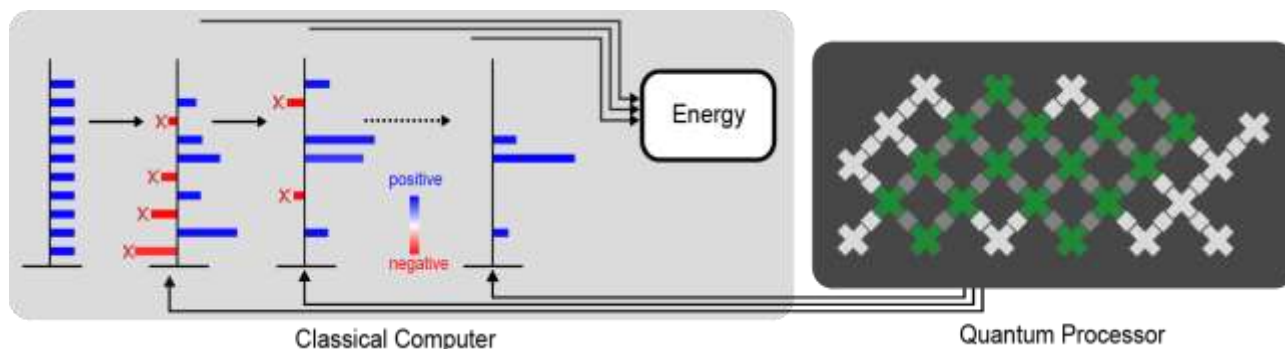 X
X
X
X
X
X
positive
negative
Energy
Classical Computer
Quantum Processor